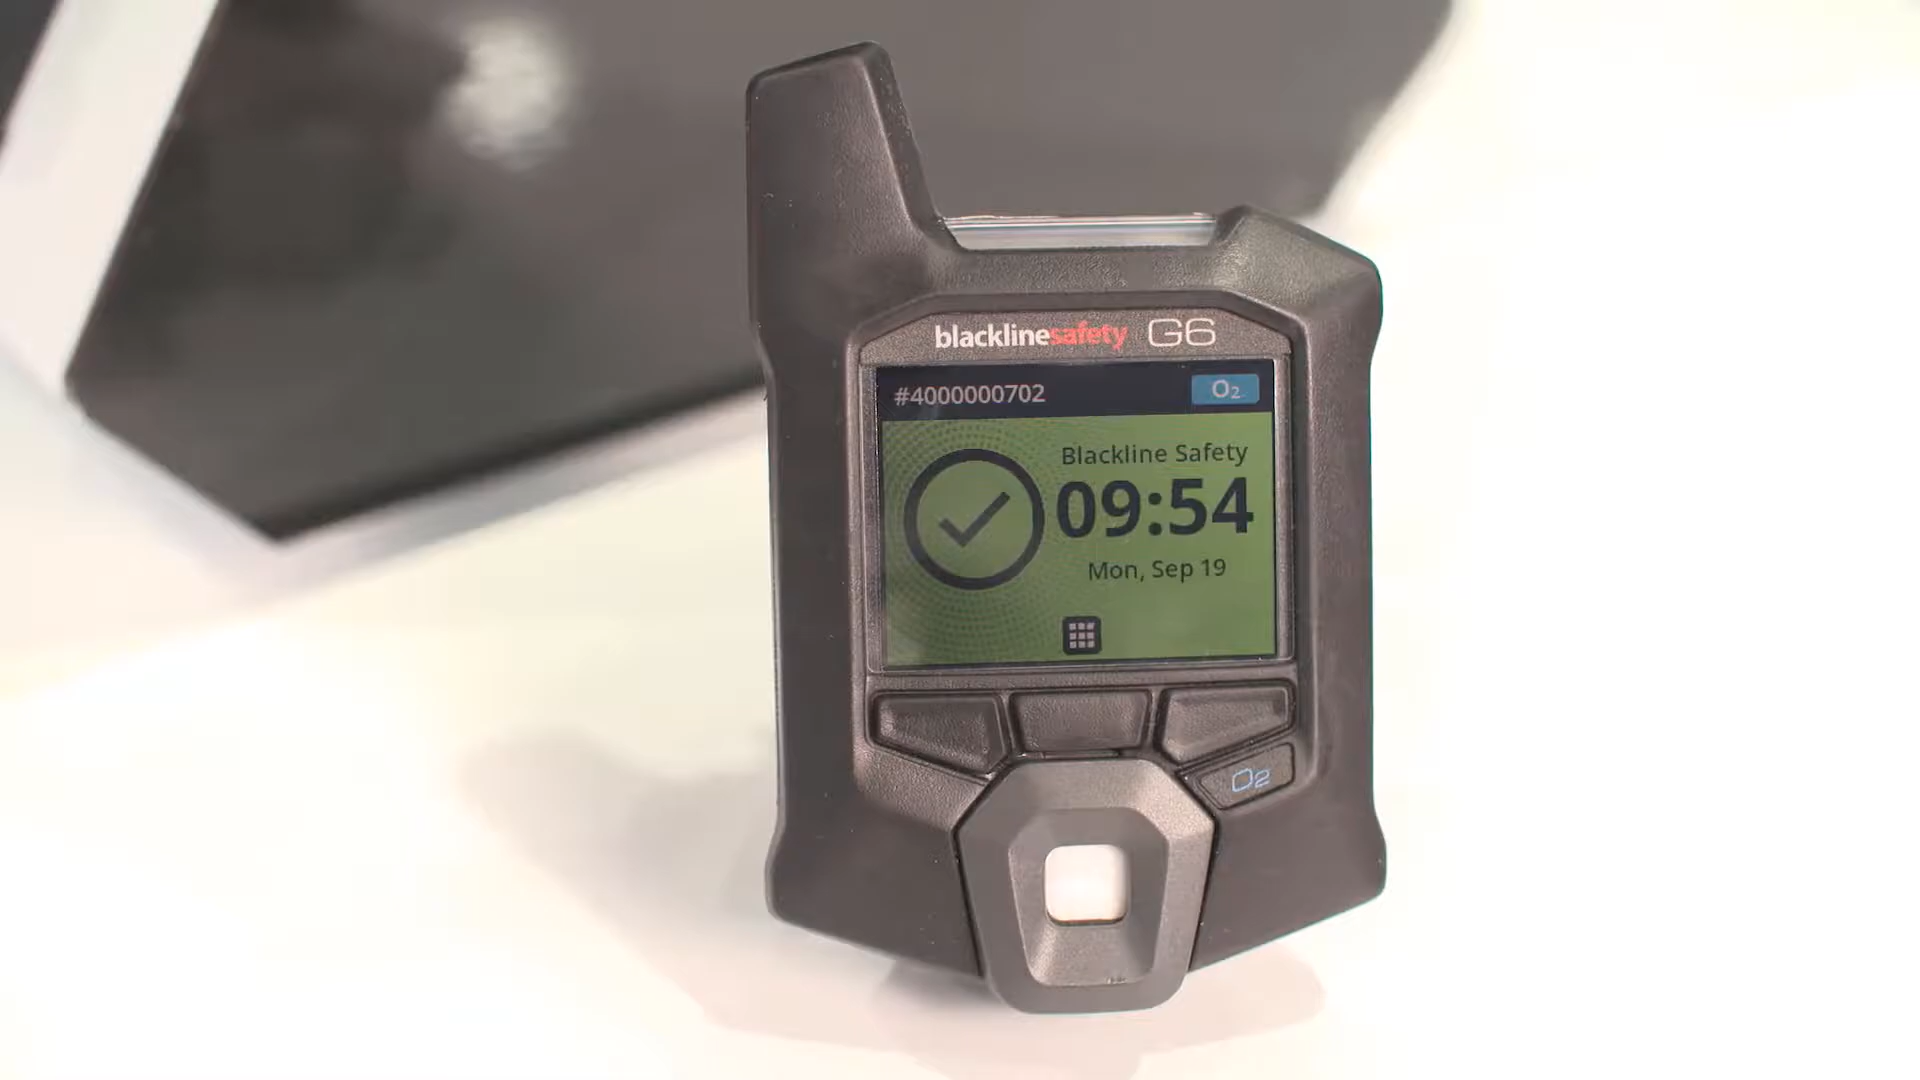 blacklinesafety G6
#4000000702 O₂
Blackline Safety
09:54
Mon, Sep 19
O₂